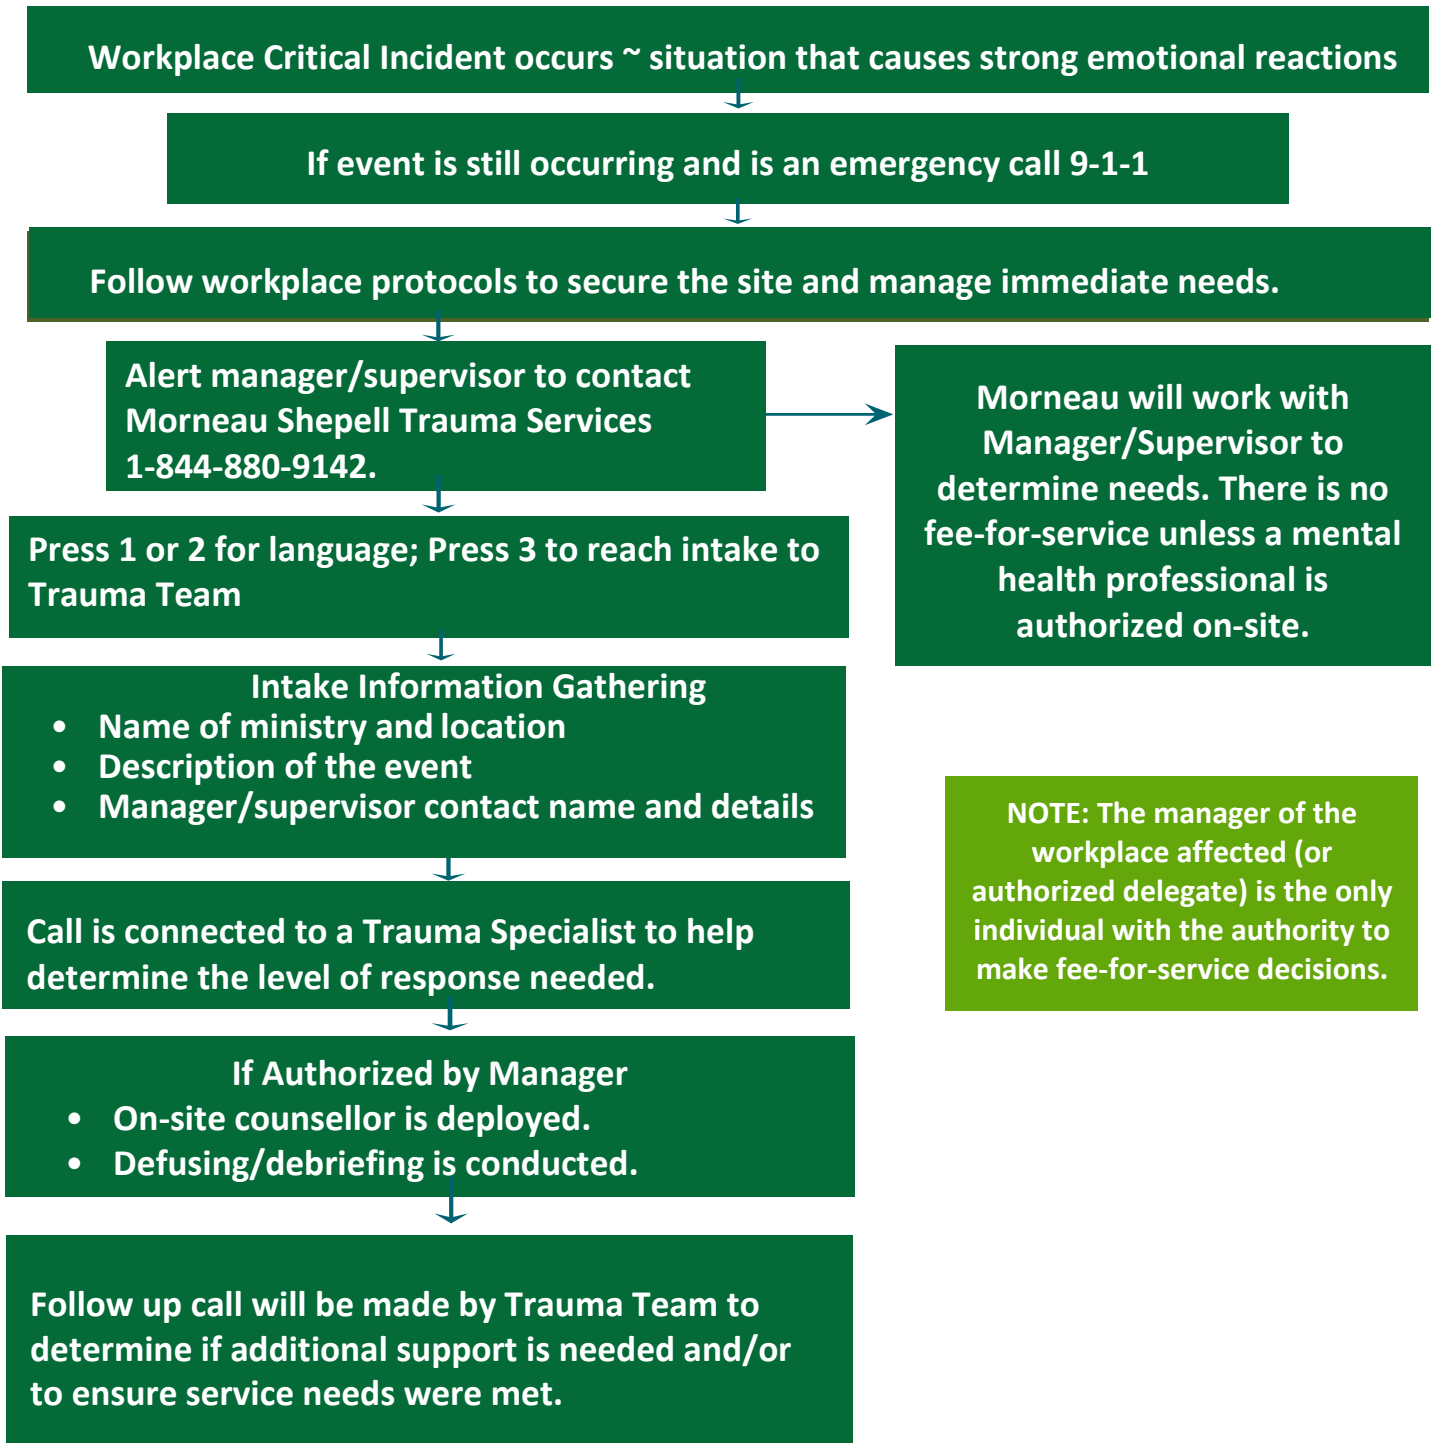 Workplace Critical Incident occurs ~ situation that causes strong emotional reactions
If event is still occurring and is an emergency call 9-1-1
Follow workplace protocols to secure the site and manage immediate needs.
Alert manager/supervisor to contact
Morneau Shepell Trauma Services
1-844-880-9142.
Morneau will work with
Manager/Supervisor to
determine needs. There is no
fee-for-service unless a mental
health professional is
authorized on-site.
Press 1 or 2 for language; Press 3 to reach intake to
Trauma Team
Intake Information Gathering
• Name of ministry and location
• Description of the event
• Manager/supervisor contact name and details
NOTE: The manager of the
workplace affected (or
authorized delegate) is the only
individual with the authority to
make fee-for-service decisions.
Call is connected to a Trauma Specialist to help
determine the level of response needed.
If Authorized by Manager
• On-site counsellor is deployed.
• Defusing/debriefing is conducted.
Follow up call will be made by Trauma Team to
determine if additional support is needed and/or
to ensure service needs were met.